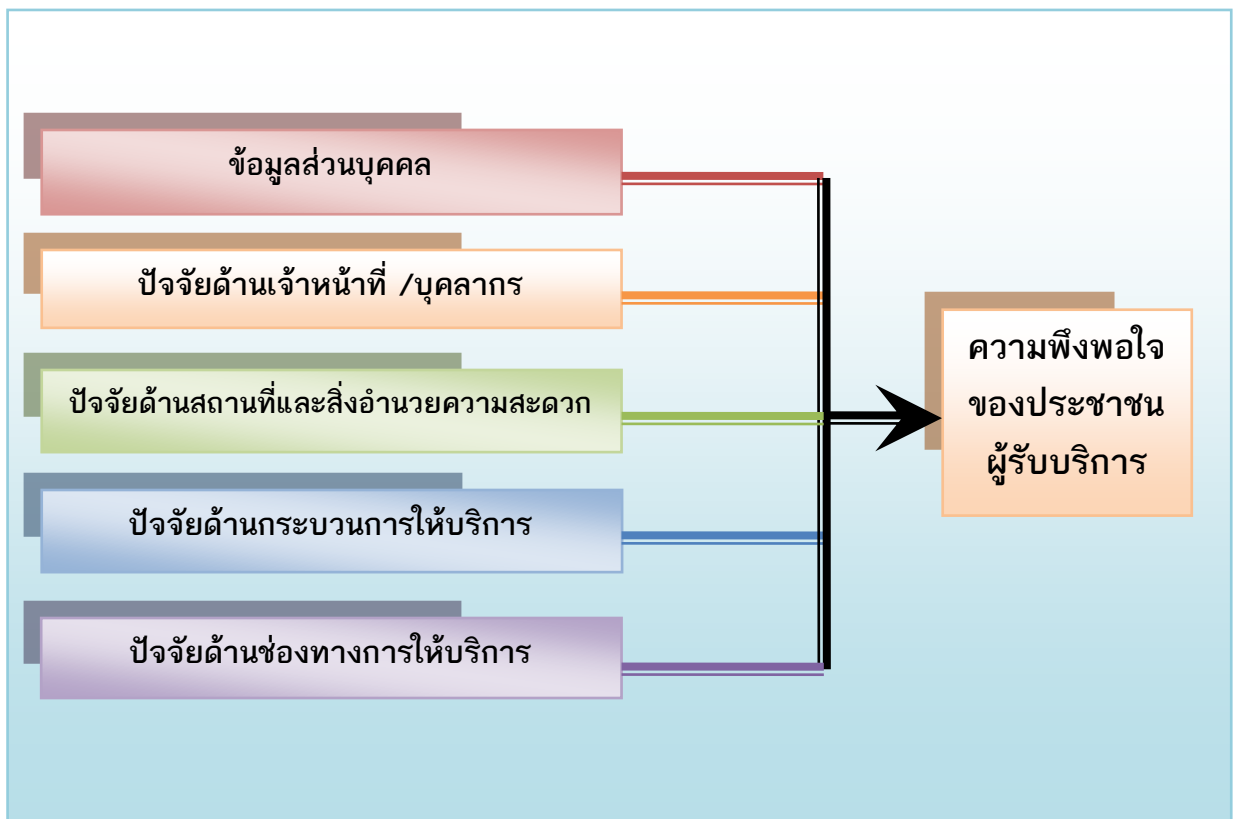 ข้อมูลส่วนบุคคล
ปัจจัยด้านเจ้าหน้าที่ /บุคลากร
ปัจจัยด้านสถานที่และสิ่งอำนวยความสะดวก
ปัจจัยด้านกระบวนการให้บริการ
ปัจจัยด้านช่องทางการให้บริการ
ความพึงพอใจ
ของประชาชน
ผู้รับบริการ